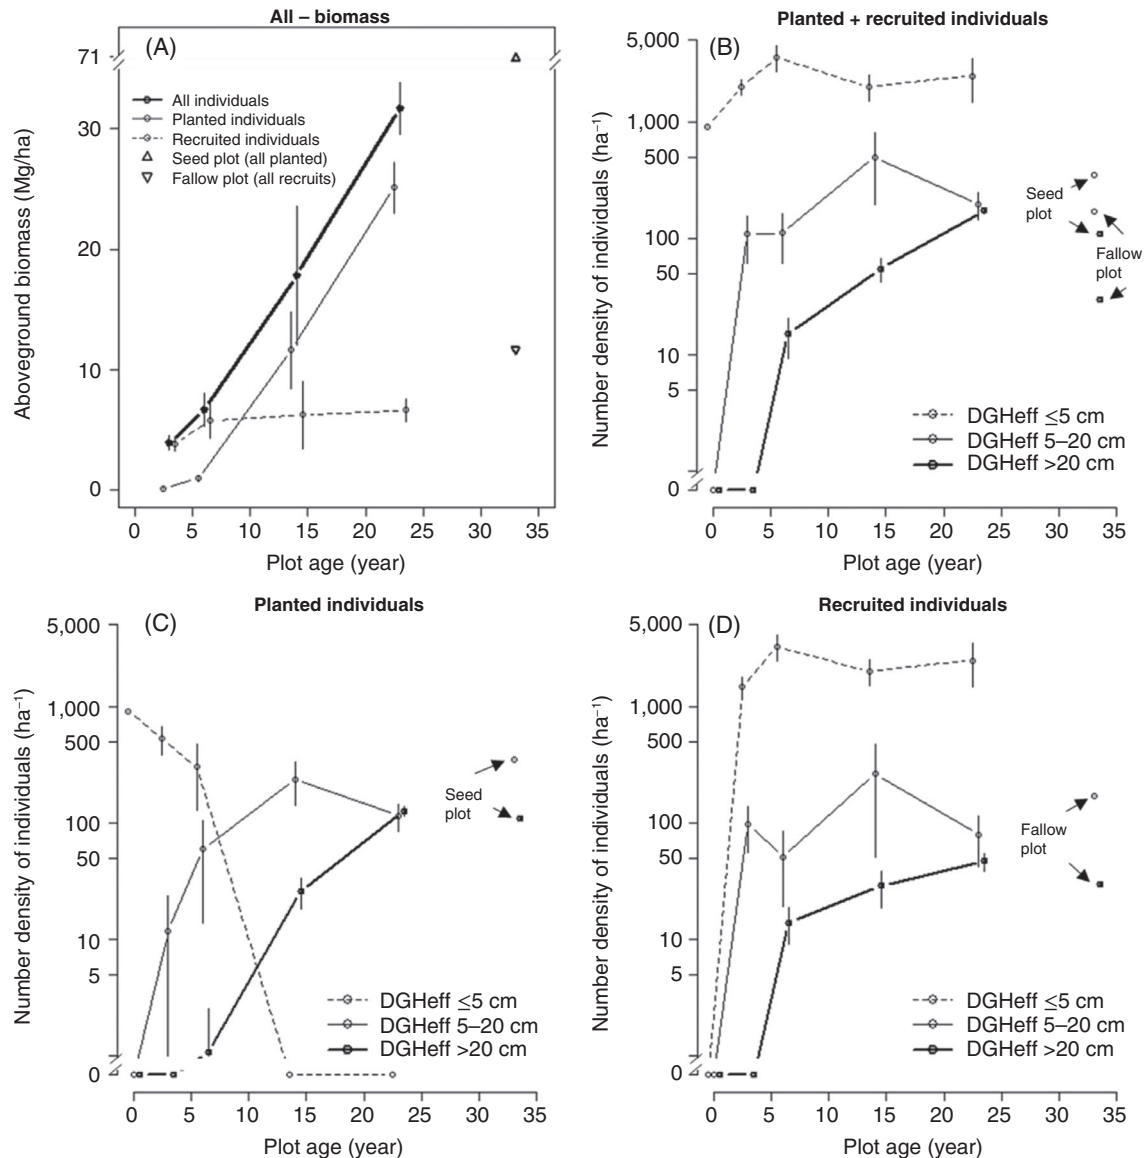 All – biomass
(A)
71
30
20
10
0
Aboveground biomass (Mg/ha)
All individuals
Planted individuals
Recruited individuals
Seed plot (all planted)
Fallow plot (all recruits)
0 5 10 15 20 25 30 35
Plot age (year)
Planted + recruited individuals
(B)
5,000
1,000
500
100
50
10
5
0
Number density of individuals (ha⁻¹)
Seed
plot
Fallow
plot
DGHeff ≤5 cm
DGHeff 5–20 cm
DGHeff >20 cm
0 5 10 15 20 25 30 35
Plot age (year)
Planted individuals
(C)
5,000
1,000
500
100
50
10
5
0
Number density of individuals (ha⁻¹)
Seed
plot
DGHeff ≤5 cm
DGHeff 5–20 cm
DGHeff >20 cm
0 5 10 15 20 25 30 35
Plot age (year)
Recruited individuals
(D)
5,000
1,000
500
100
50
10
5
0
Number density of individuals (ha⁻¹)
Fallow
plot
DGHeff ≤5 cm
DGHeff 5–20 cm
DGHeff >20 cm
0 5 10 15 20 25 30 35
Plot age (year)